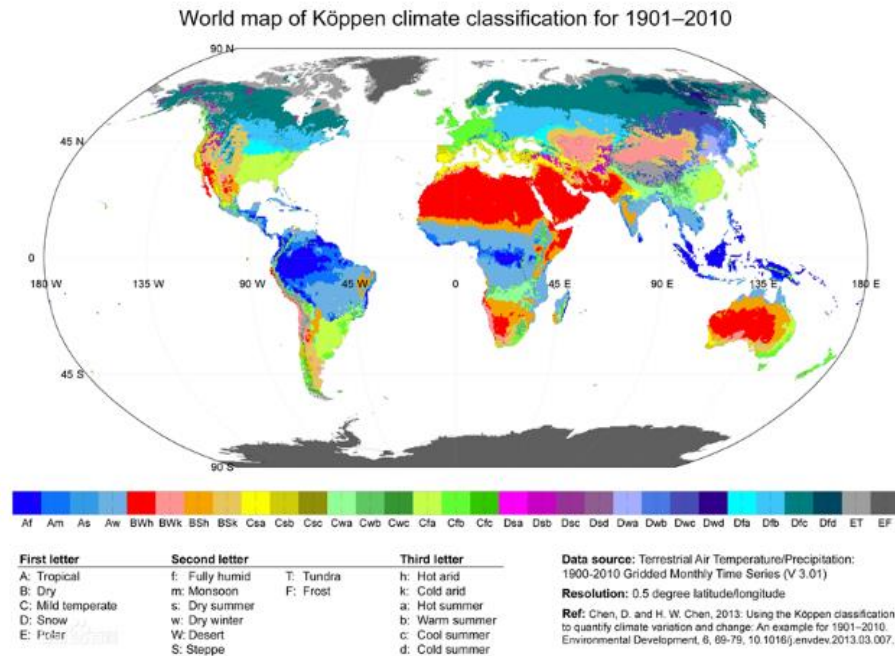 World map of Köppen climate classification for 1901–2010
90 N
45 N
0
180 W
135 W
90 W
45 W
0
45 E
90 E
135 E
180 E
45 S
90 S
Af Am As Aw BWh BWk BSh BSk Csa Csb Csc Cwa Cwb Cwc Cfa Cfb Cfc Dsa Dsb Dsc Dsd Dwa Dwb Dwc Dwd Dfa Dfb Dfc Dfd ET EF
First letter
A: Tropical
B: Dry
C: Mild temperate
D: Snow
E: Polar
Second letter
f: Fully humid
m: Monsoon
s: Dry summer
w: Dry winter
W: Desert
S: Steppe
T: Tundra
F: Frost
Third letter
h: Hot arid
k: Cold arid
a: Hot summer
b: Warm summer
c: Cool summer
d: Cold summer
Data source: Terrestrial Air Temperature/Precipitation:
1900-2010 Gridded Monthly Time Series (V 3.01)
Resolution: 0.5 degree latitude/longitude
Ref: Chen, D. and H. W. Chen, 2013: Using the Köppen classification
to quantify climate variation and change: An example for 1901–2010.
Environmental Development, 6, 69-79, 10.1016/j.envdev.2013.03.007.